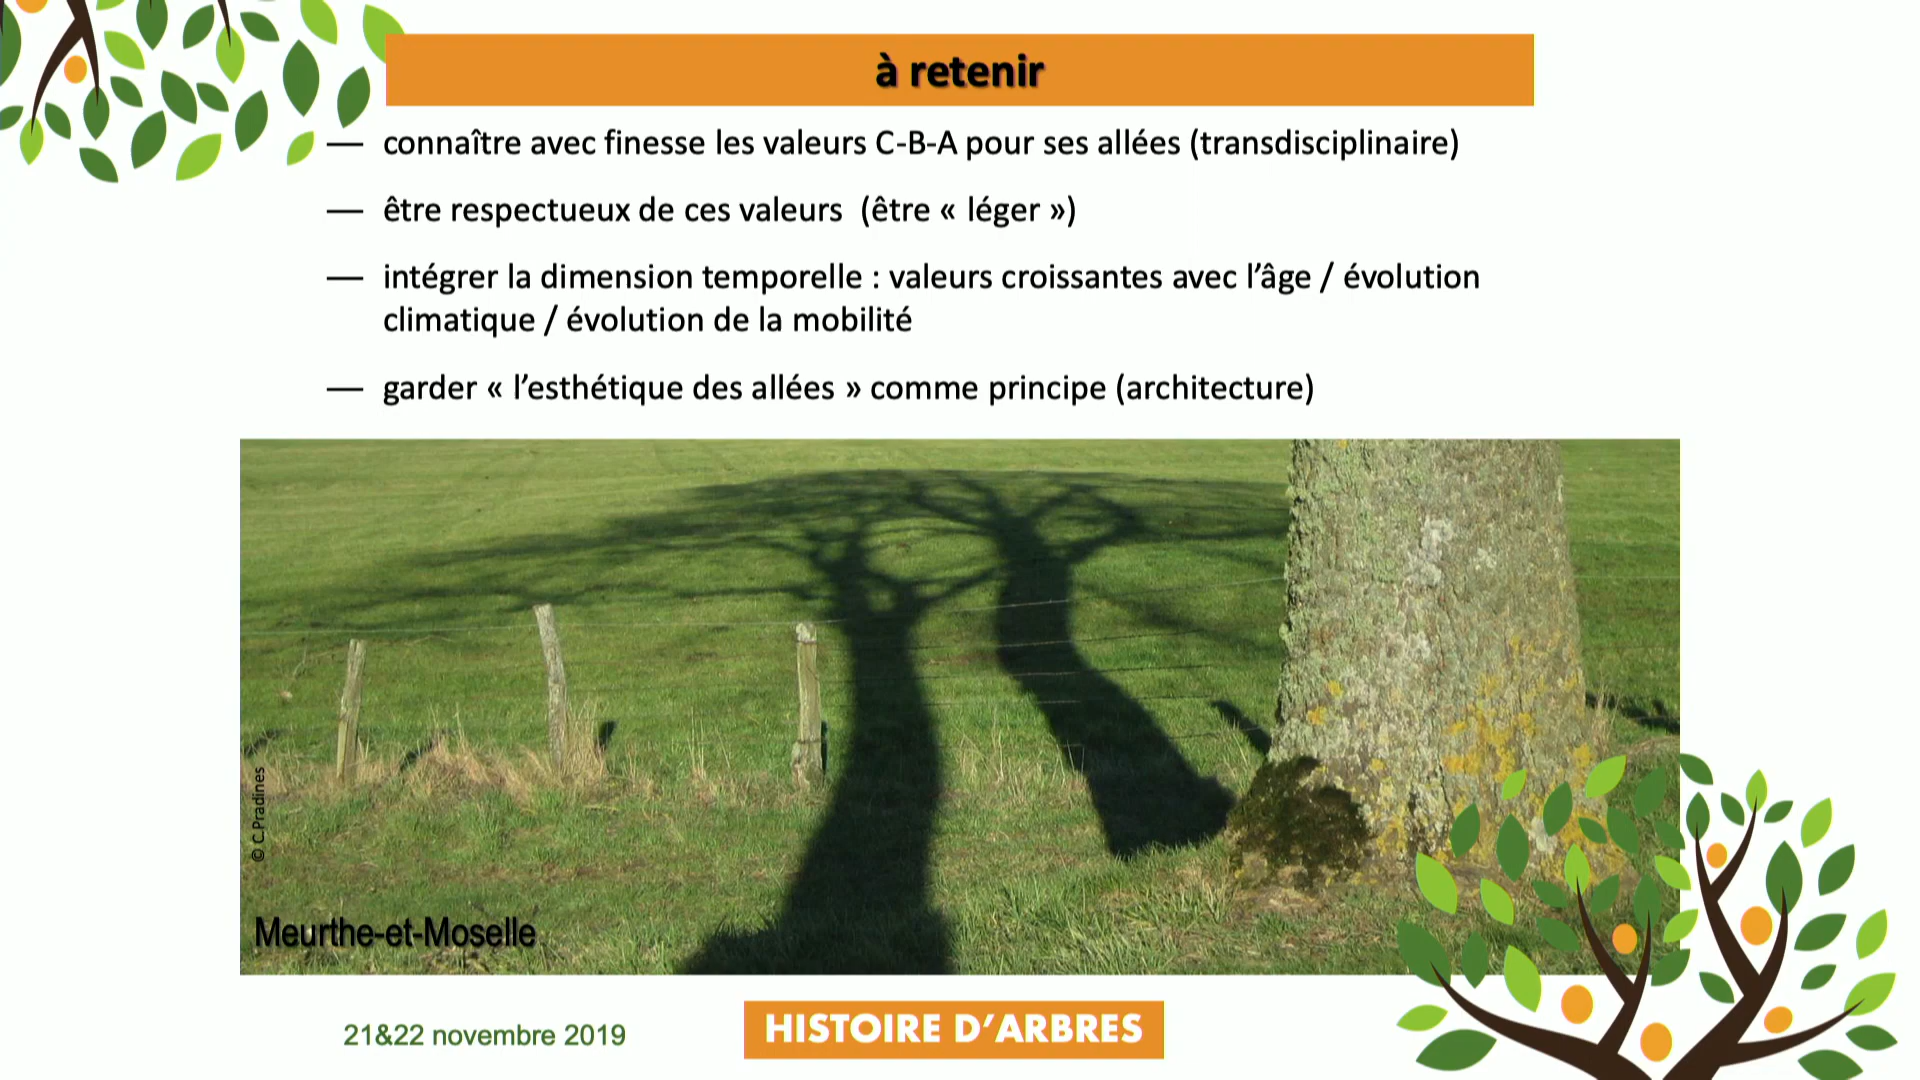 à retenir
— connaître avec finesse les valeurs C-B-A pour ses allées (transdisciplinaire)
— être respectueux de ces valeurs  (être « léger »)
— intégrer la dimension temporelle : valeurs croissantes avec l’âge / évolution
climatique / évolution de la mobilité
— garder « l’esthétique des allées » comme principe (architecture)
© C.Pradines
Meurthe-et-Moselle
21&22 novembre 2019
HISTOIRE D’ARBRES